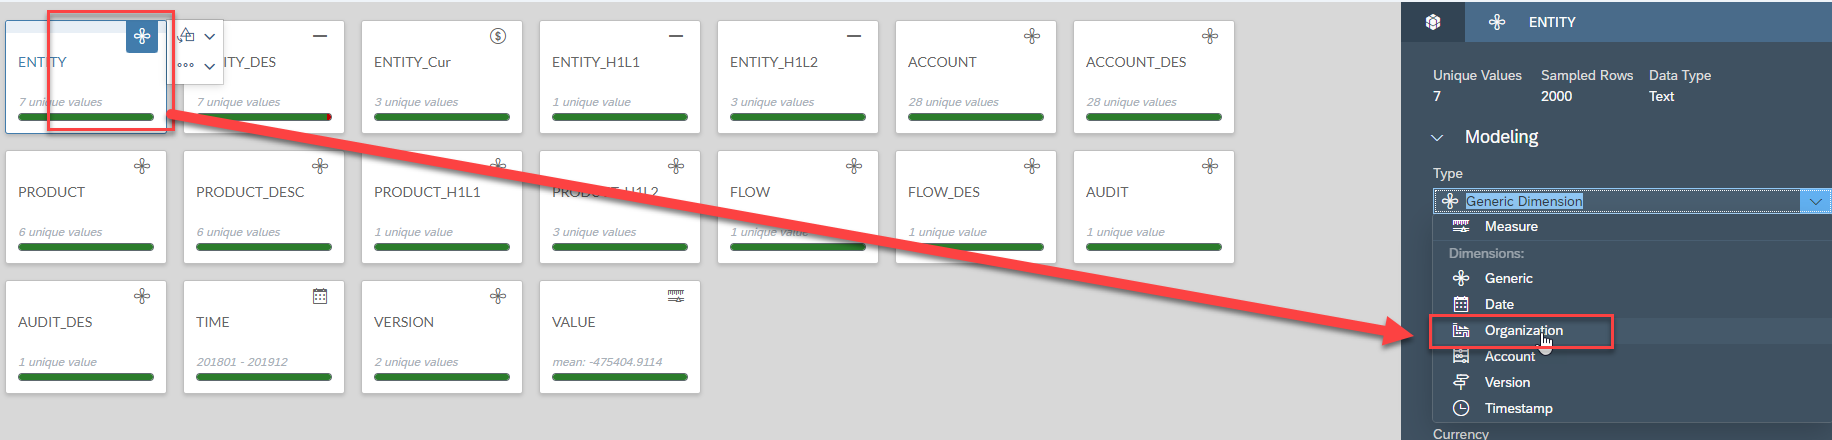 ENTITY
7 unique values
ITY_DES
7 unique values
ENTITY_Cur
3 unique values
ENTITY_H1L1
1 unique value
ENTITY_H1L2
3 unique values
ACCOUNT
28 unique values
ACCOUNT_DES
28 unique values
PRODUCT
6 unique values
PRODUCT_DESC
6 unique values
PRODUCT_H1L1
1 unique value
PRODUCT_H1L2
3 unique values
FLOW
1 unique value
FLOW_DES
1 unique value
AUDIT
1 unique value
AUDIT_DES
1 unique value
TIME
201801 - 201912
VERSION
2 unique values
VALUE
mean: -475404.9114
ENTITY
Unique Values Sampled Rows Data Type
7 2000 Text
Modeling
Type
Generic Dimension
Measure
Dimensions:
Generic
Date
Organization
Account
Version
Timestamp
Currency